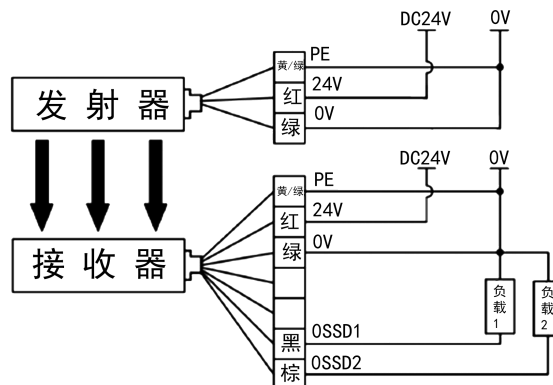 DC24V 0V
黄/绿 PE
红 24V
发射器
绿 0V
DC24V 0V
黄/绿 PE
红 24V
绿 0V
接收器
负载1
负载2
黑 OSSD1
棕 OSSD2